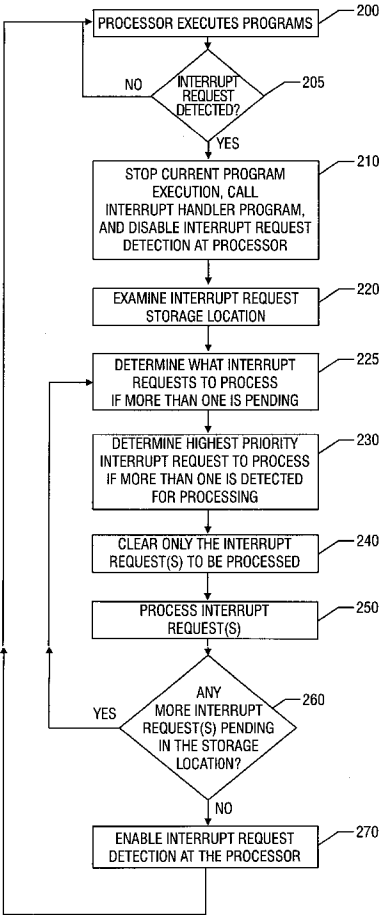 PROCESSOR EXECUTES PROGRAMS
200
INTERRUPT
REQUEST
DETECTED?
205
NO
YES
STOP CURRENT PROGRAM
EXECUTION, CALL
INTERRUPT HANDLER PROGRAM,
AND DISABLE INTERRUPT REQUEST
DETECTION AT PROCESSOR
210
EXAMINE INTERRUPT REQUEST
STORAGE LOCATION
220
DETERMINE WHAT INTERRUPT
REQUESTS TO PROCESS
IF MORE THAN ONE IS PENDING
225
DETERMINE HIGHEST PRIORITY
INTERRUPT REQUEST TO PROCESS
IF MORE THAN ONE IS DETECTED
FOR PROCESSING
230
CLEAR ONLY THE INTERRUPT
REQUEST(S) TO BE PROCESSED
240
PROCESS INTERRUPT
REQUEST(S)
250
ANY
MORE INTERRUPT
REQUEST(S) PENDING
IN THE STORAGE
LOCATION?
260
YES
NO
ENABLE INTERRUPT REQUEST
DETECTION AT THE PROCESSOR
270